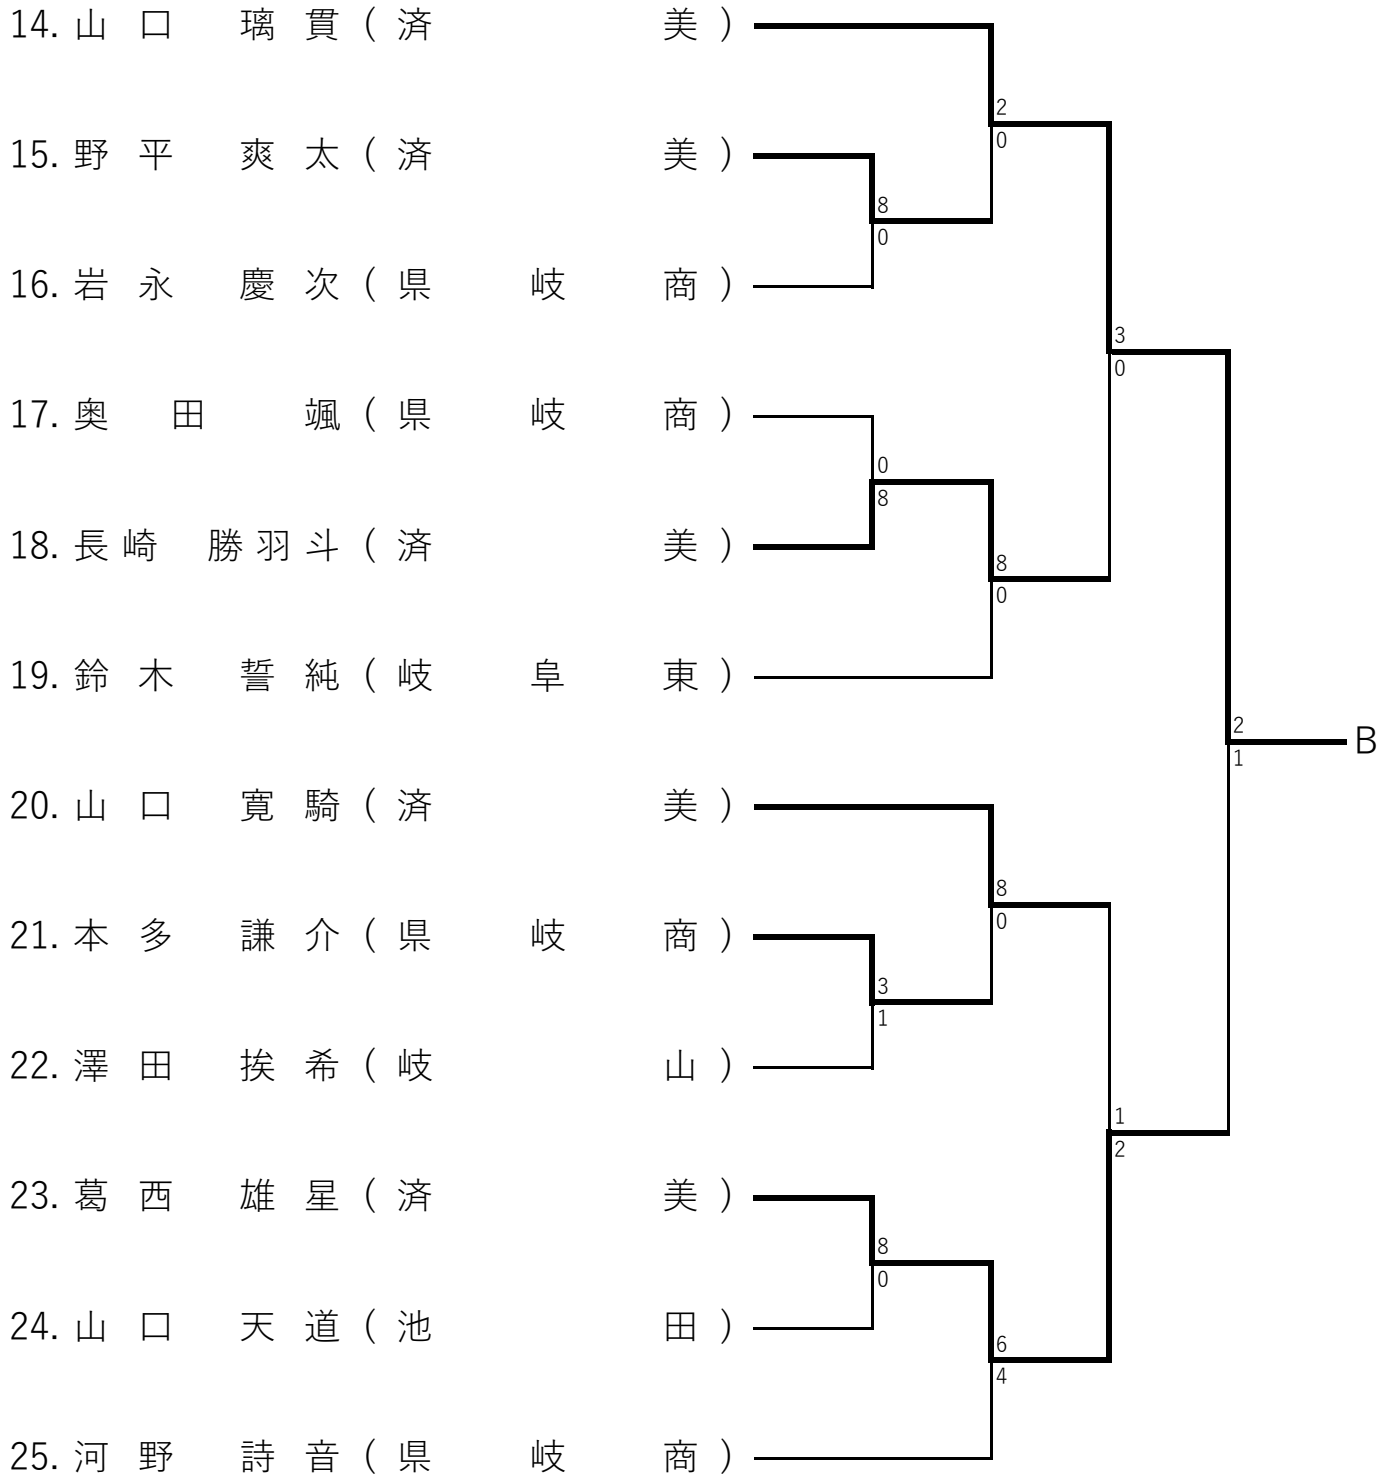 14. 山口 璃貫（済美）
2
0
15. 野平 爽太（済美）
8
0
16. 岩永 慶次（県岐商）
3
0
17. 奥田 颯（県岐商）
0
8
18. 長崎 勝羽斗（済美）
8
0
19. 鈴木 誓純（岐阜東）
2
1
B
20. 山口 寛騎（済美）
8
0
21. 本多 謙介（県岐商）
3
1
22. 澤田 挨希（岐山）
1
2
23. 葛西 雄星（済美）
8
0
24. 山口 天道（池田）
6
4
25. 河野 詩音（県岐商）